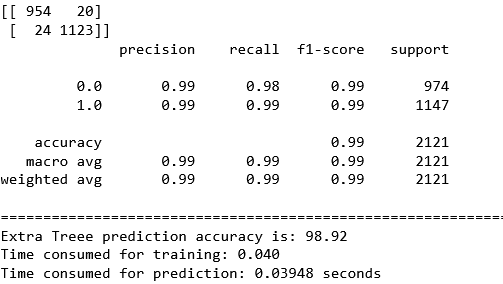 [[ 954   20]
 [  24 1123]]
              precision    recall  f1-score   support

         0.0       0.99      0.98      0.99       974
         1.0       0.99      0.99      0.99      1147

    accuracy                           0.99      2121
   macro avg       0.99      0.99      0.99      2121
weighted avg       0.99      0.99      0.99      2121

==============================================================
Extra Treee prediction accuracy is: 98.92
Time consumed for training: 0.040
Time consumed for prediction: 0.03948 seconds